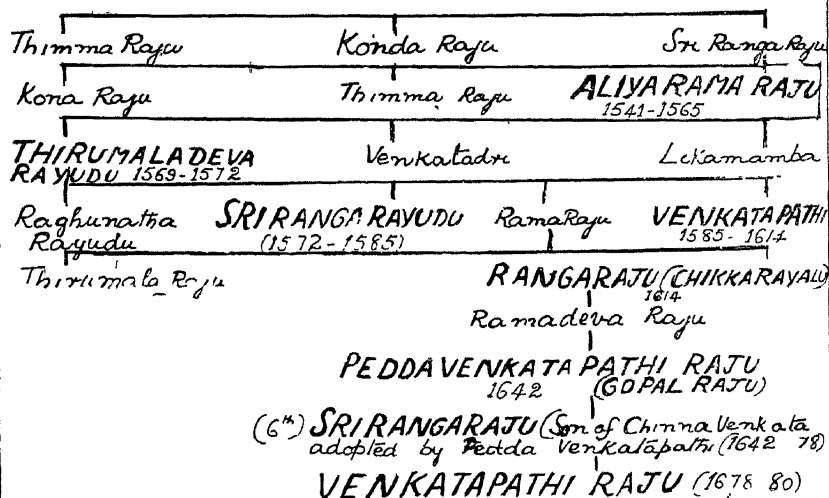 Thimma Raju Konda Raju Sri Ranga Raju
Kona Raju Thimma Raju ALIYA RAMA RAJU
1541-1565
THIRUMALADEVA Venkatadri Lakamamba
RAYUDU 1569-1572
Raghunatha SRI RANGA RAYUDU Rama Raju VENKATAPATHI
Rayudu (1572-1585) 1585-1614
Thirumala Raju RANGARAJU (CHIKKARAYALU)
1614
Ramadeva Raju
PEDDAVENKATA PATHI RAJU
1642 (GOPAL RAJU)
(6th) SRIRANGARAJU (Son of Chinna Venkata
adopted by Pedda Venkatapathi (1642 78)
VENKATAPATHI RAJU (1678 80)